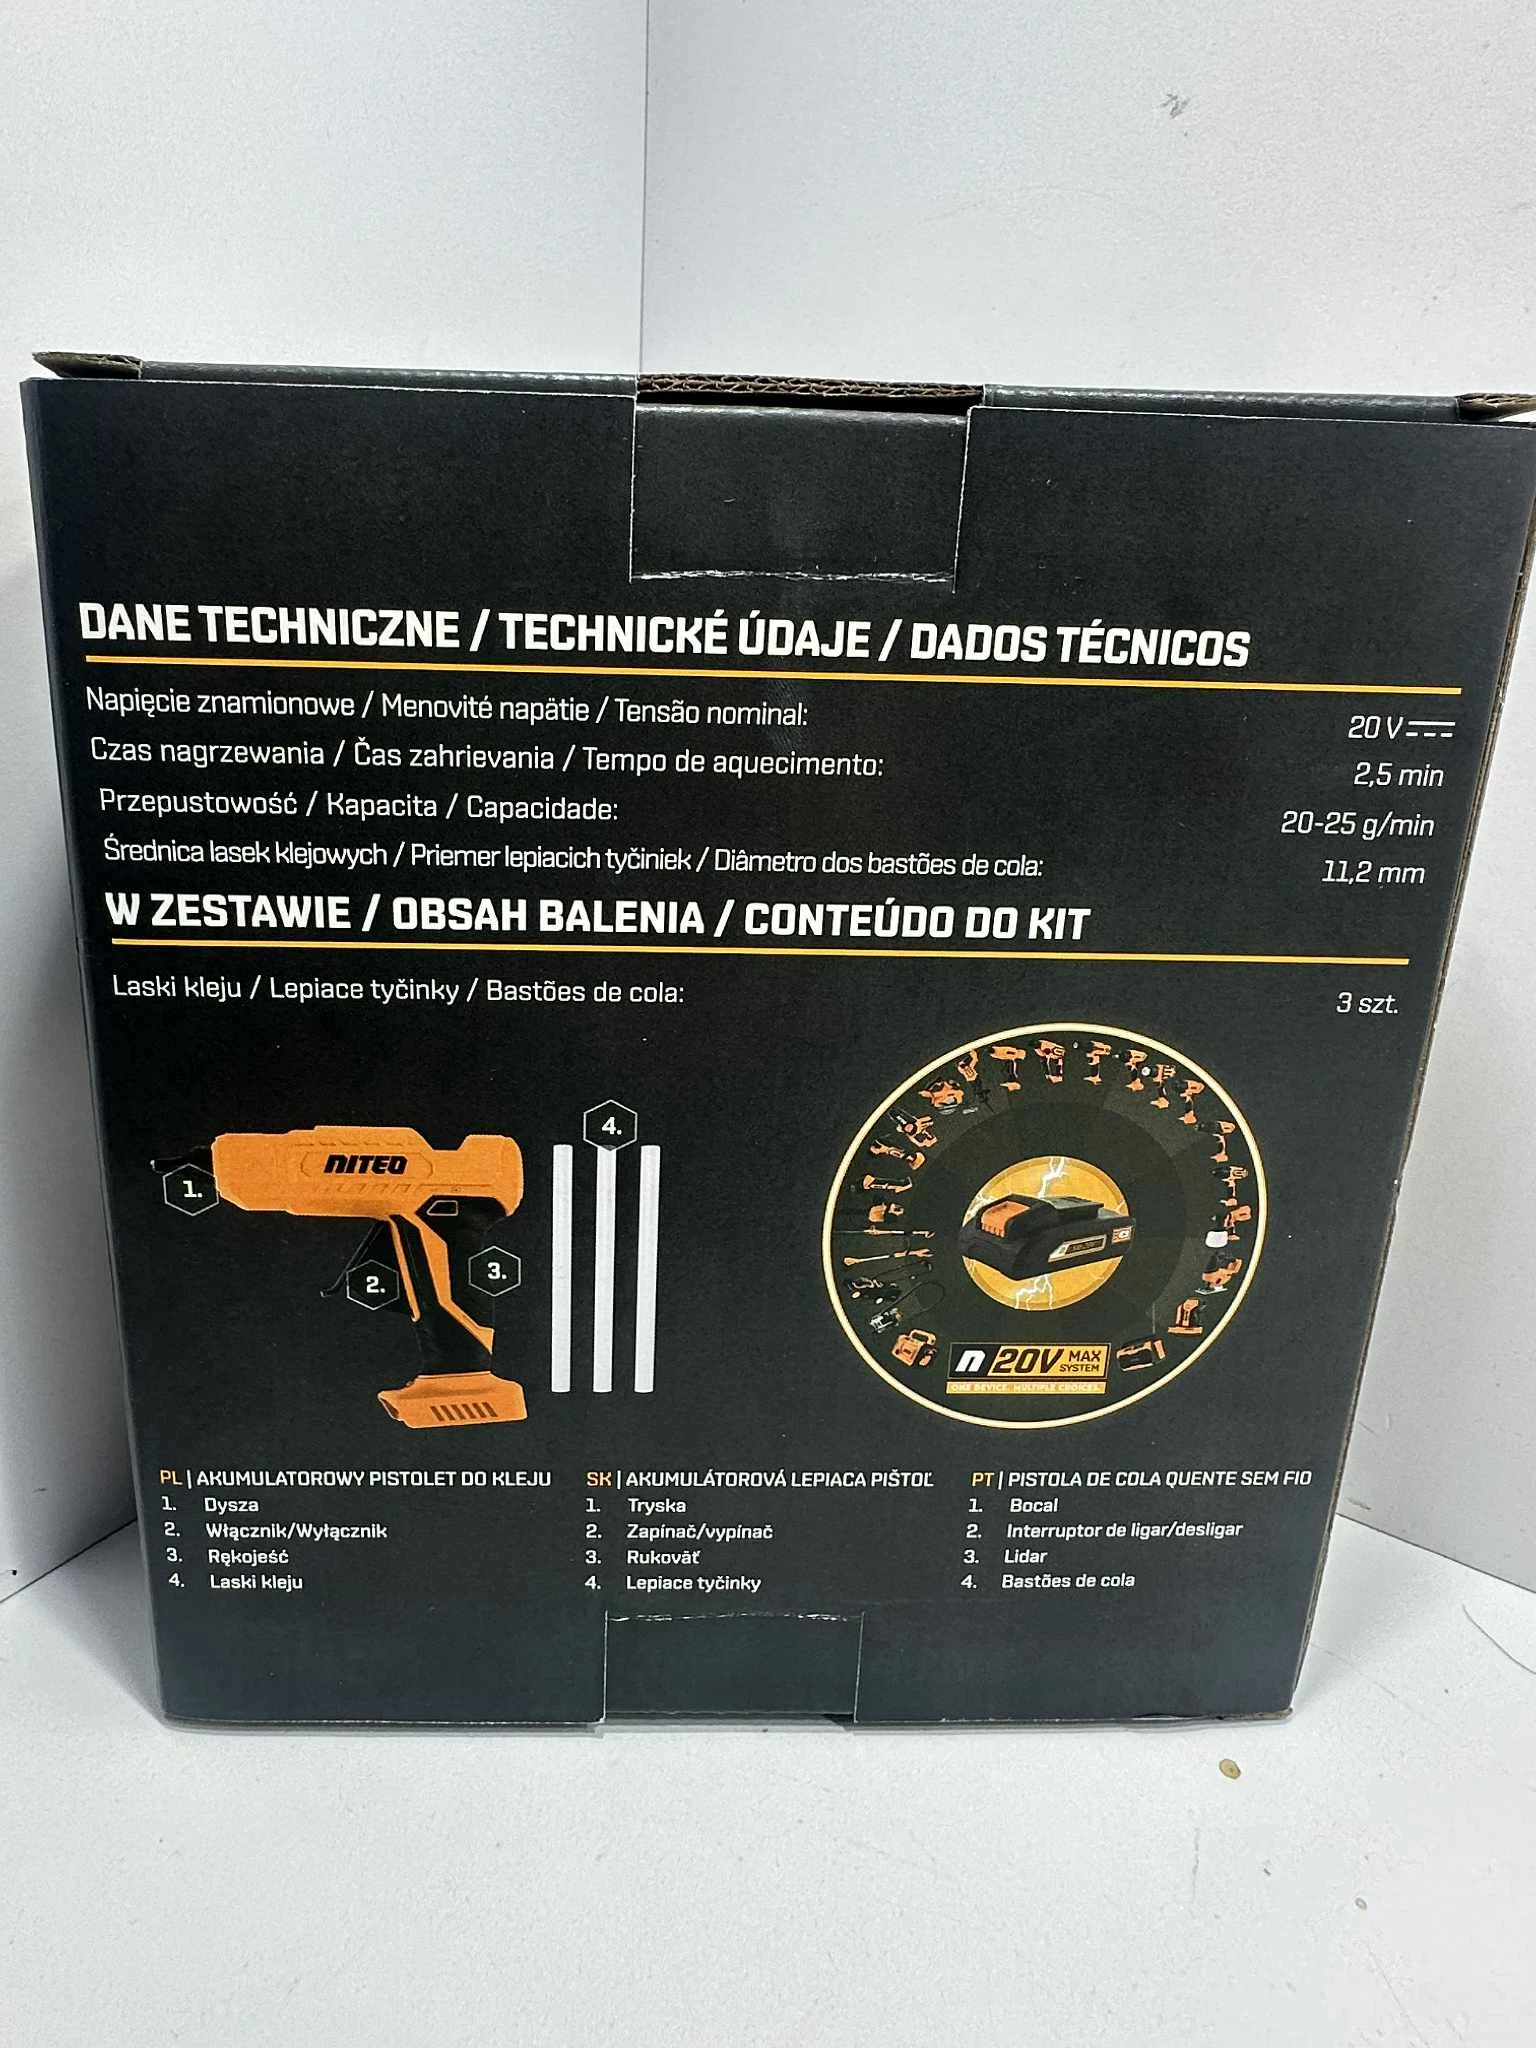 DANE TECHNICZNE / TECHNICKÉ ÚDAJE / DADOS TÉCNICOS
Napięcie znamionowe / Menovité napätie / Tensão nominal: 20 V
Czas nagrzewania / Čas zahrievania / Tempo de aquecimento: 2,5 min
Przepustowość / Kapacita / Capacidade: 20-25 g/min
Średnica lasek klejowych / Priemer lepiacich tyčiniek / Diâmetro dos bastões de cola: 11,2 mm
W ZESTAWIE / OBSAH BALENIA / CONTEÚDO DO KIT
Laski kleju / Lepiace tyčinky / Bastões de cola: 3 szt.
4.
NITEO
1.
2.
3.
n 20V MAX SYSTEM
ONE DEVICE, MULTIPLE CHOICES.
PL | AKUMULATOROWY PISTOLET DO KLEJU
1. Dysza
2. Włącznik/Wyłącznik
3. Rękojeść
4. Laski kleju
SK | AKUMULÁTOROVÁ LEPIACA PIŠTOĽ
1. Tryska
2. Zapínač/vypínač
3. Rukoväť
4. Lepiace tyčinky
PT | PISTOLA DE COLA QUENTE SEM FIO
1. Bocal
2. Interruptor de ligar/desligar
3. Lidar
4. Bastões de cola